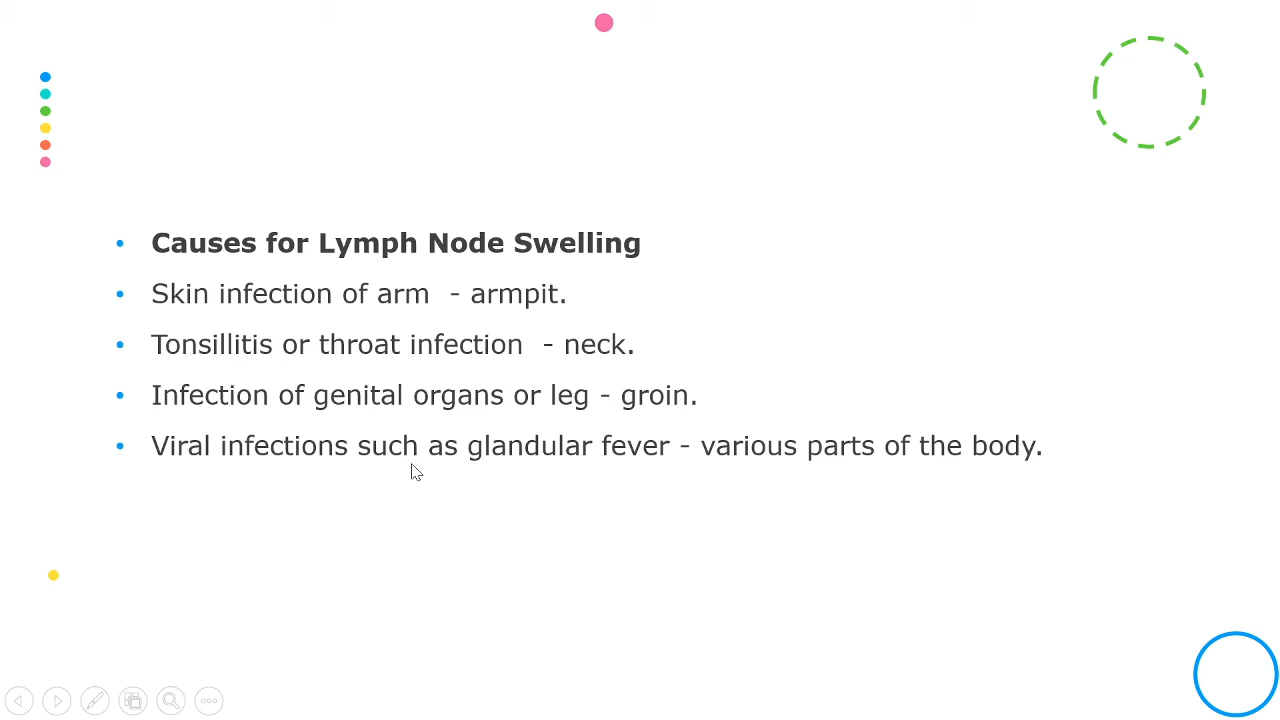 Causes for Lymph Node Swelling
Skin infection of arm  - armpit.
Tonsillitis or throat infection  - neck.
Infection of genital organs or leg - groin.
Viral infections such as glandular fever - various parts of the body.